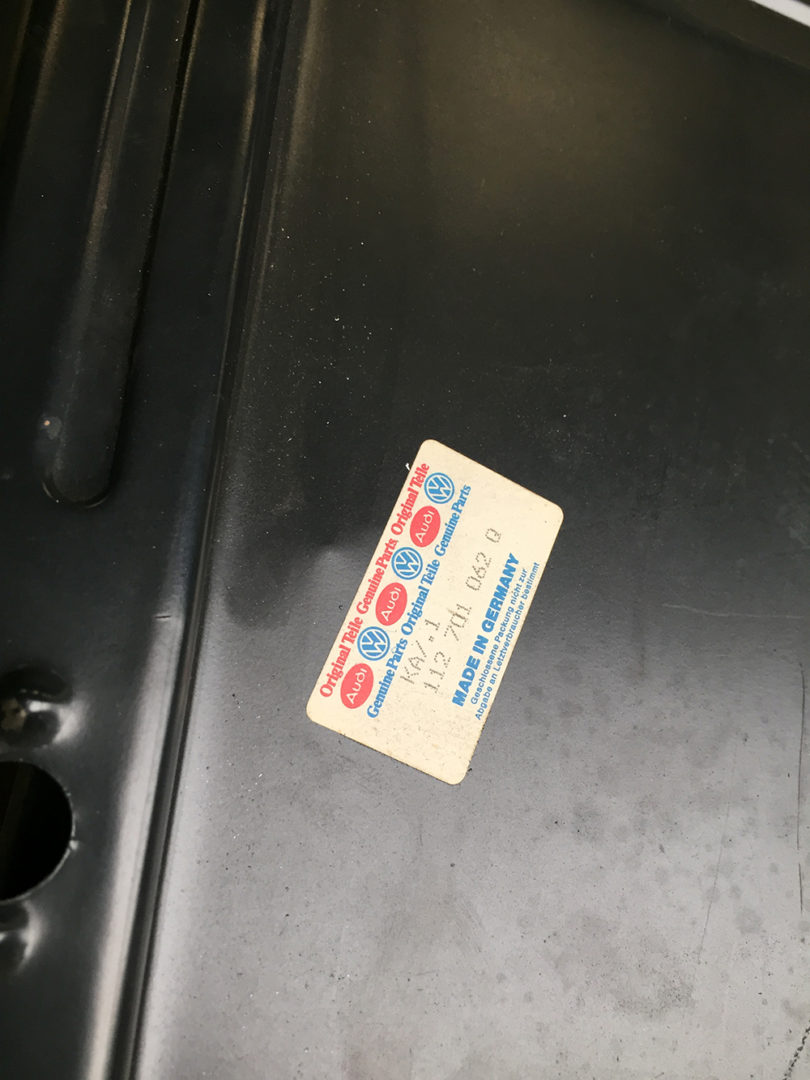 Original Teile Genuine Parts Original Teile
Audi VW Audi VW Audi VW
Genuine Parts Original Teile Genuine Parts
KA/-1
112 701 062 Q
MADE IN GERMANY
Geschlossene Packung nicht zur
Abgabe an Letztverbraucher bestimmt